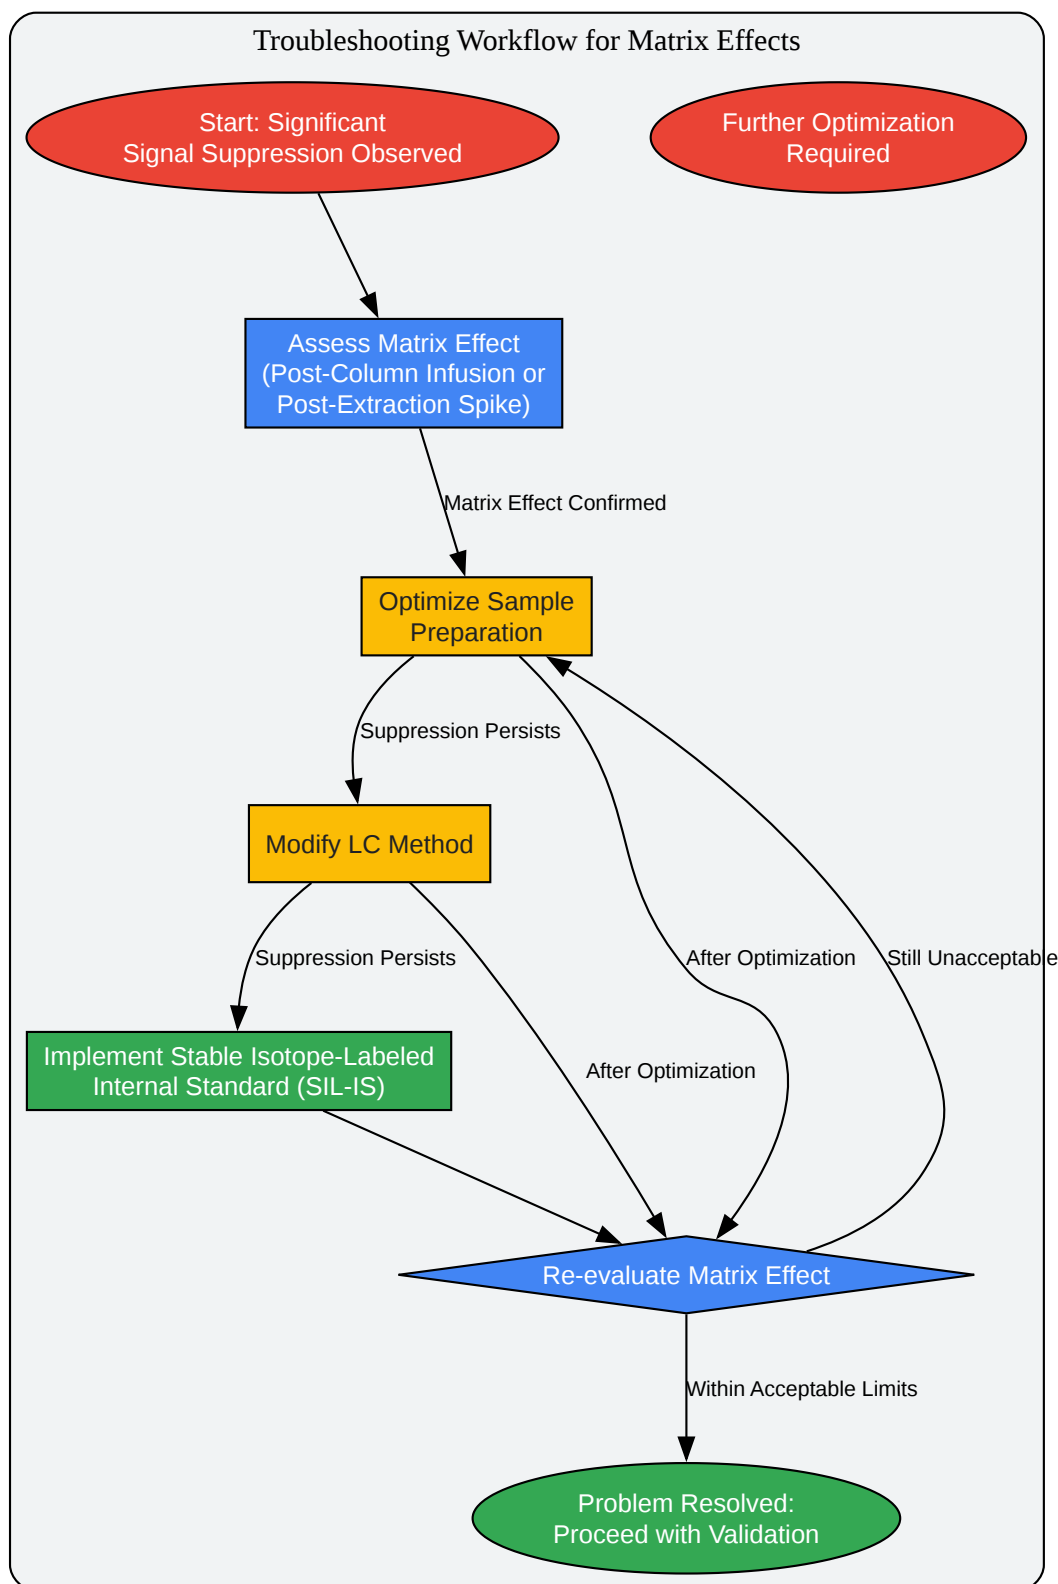 Troubleshooting Workflow for Matrix Effects
Start: Significant
Signal Suppression Observed
Further Optimization
Required
Assess Matrix Effect
(Post-Column Infusion or
Post-Extraction Spike)
Matrix Effect Confirmed
Optimize Sample
Preparation
Suppression Persists
Modify LC Method
Suppression Persists
After Optimization
Still Unacceptable
Implement Stable Isotope-Labeled
Internal Standard (SIL-IS)
After Optimization
Re-evaluate Matrix Effect
Within Acceptable Limits
Problem Resolved:
Proceed with Validation